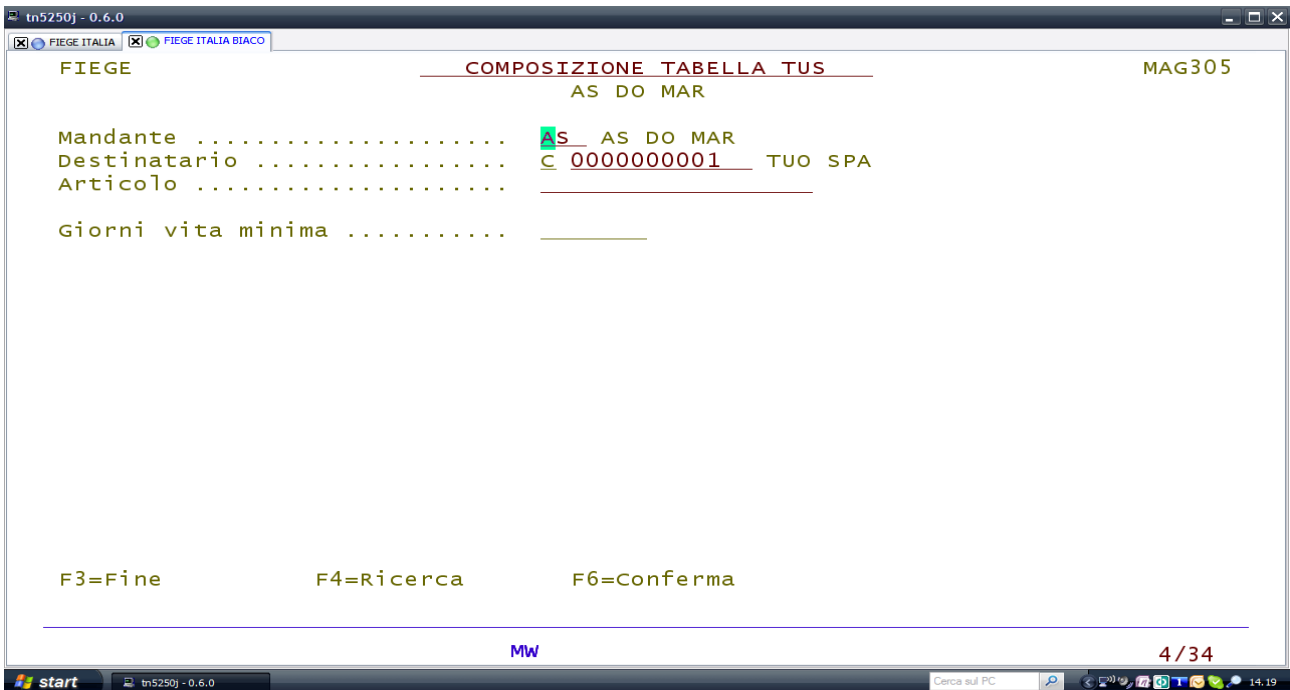 tn5250j - 0.6.0
FIEGE ITALIA FIEGE ITALIA BIACO
FIEGE COMPOSIZIONE TABELLA TUS MAG305
AS DO MAR
Mandante ..................... AS AS DO MAR
Destinatario ................. C 0000000001 TUO SPA
Articolo .....................
Giorni vita minima ...........
F3=Fine F4=Ricerca F6=Conferma
MW 4/34
start tn5250j - 0.6.0 Cerca sul PC 14.19